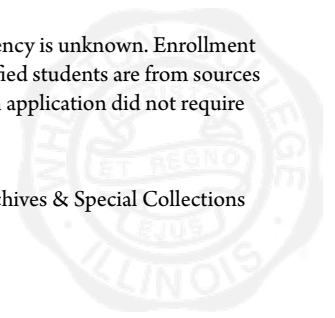 ency is unknown. Enrollment
fied students are from sources
application did not require
hives & Special Collections
ET REGNO
EJUS
ILLINOIS